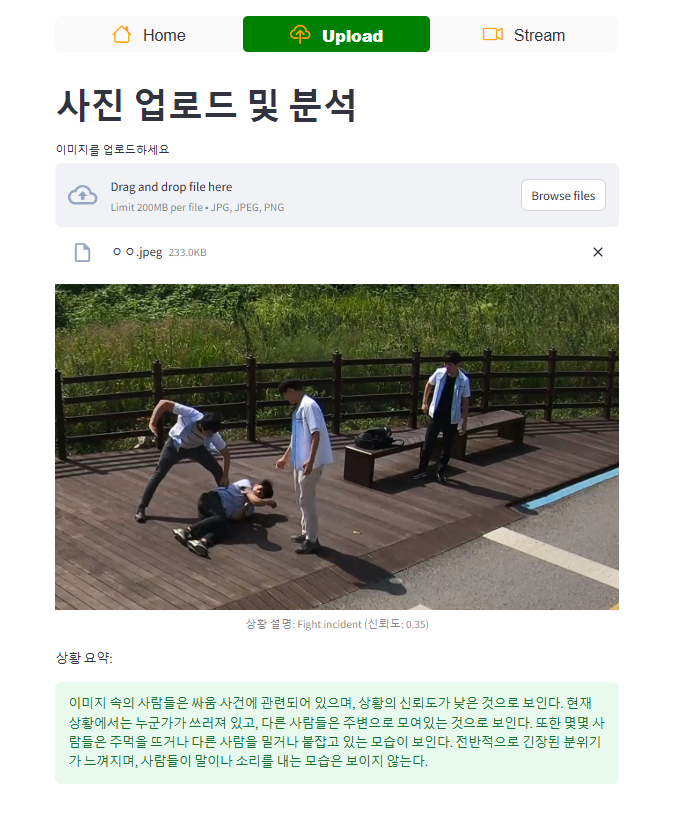 Home
Upload
Stream
사진 업로드 및 분석
이미지를 업로드하세요
Drag and drop file here
Limit 200MB per file • JPG, JPEG, PNG
Browse files
ㅇㅇ.jpeg 233.0KB
상황 설명: Fight incident (신뢰도: 0.35)
상황 요약:
이미지 속의 사람들은 싸움 사건에 관련되어 있으며, 상황의 신뢰도가 낮은 것으로 보인다. 현재
상황에서는 누군가가 쓰러져 있고, 다른 사람들은 주변으로 모여있는 것으로 보인다. 또한 몇몇 사
람들은 주먹을 뜨거나 다른 사람을 밀거나 붙잡고 있는 모습이 보인다. 전반적으로 긴장된 분위기
가 느껴지며, 사람들이 말이나 소리를 내는 모습은 보이지 않는다.